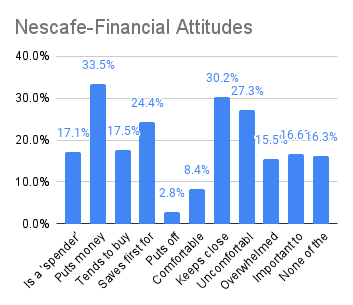 Nescafe-Financial Attitudes
40.0%
30.0%
20.0%
10.0%
0.0%
17.1%
33.5%
17.5%
24.4%
2.8%
8.4%
30.2%
27.3%
15.5%
16.6%
16.3%
Is a 'spender'
Puts money
Tends to buy
Saves first for
Puts off
Comfortable
Keeps close
Uncomfortabl
Overwhelmed
Important to
None of the